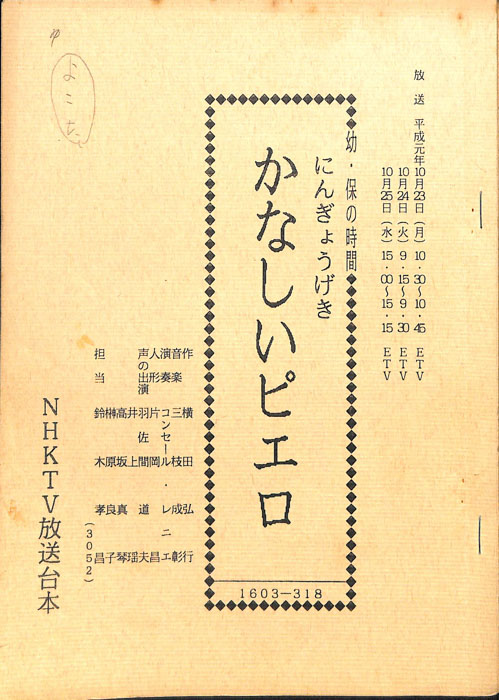 放送 平成元年10月23日（月）10・30〜10・45 ETV
10月24日（火）9・15〜9・30 ETV
10月25日（水）15・00〜15・15 ETV
幼・保の時間
にんぎょうげき
かなしいピエロ
1603—318
作 横田弘行
音楽 三枝成彰
演奏 コンセール・レニエ
人形 片岡昌
声の出演 羽佐間道夫
井上瑶
高坂真琴
榊原良子
担当 鈴木孝昌
(3052)
NHKTV放送台本
よこた